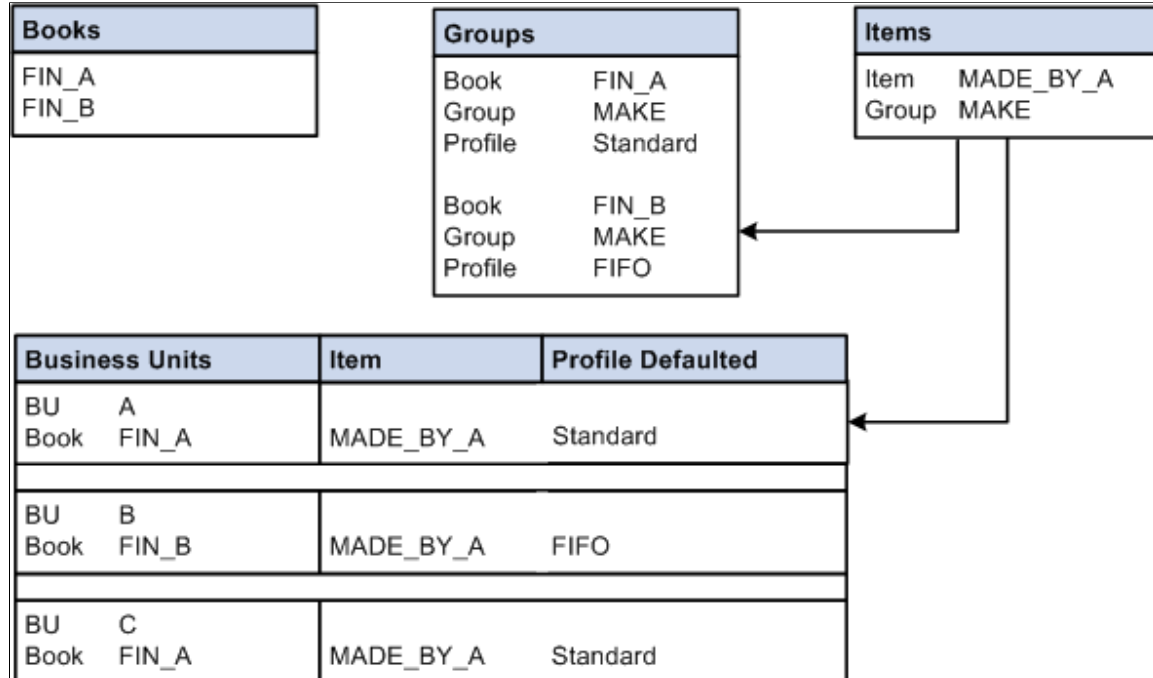 Books
FIN_A
FIN_B
Groups
Book FIN_A
Group MAKE
Profile Standard
Book FIN_B
Group MAKE
Profile FIFO
Items
Item MADE_BY_A
Group MAKE
Business Units Item Profile Defaulted
BU A
Book FIN_A MADE_BY_A Standard
BU B
Book FIN_B MADE_BY_A FIFO
BU C
Book FIN_A MADE_BY_A Standard